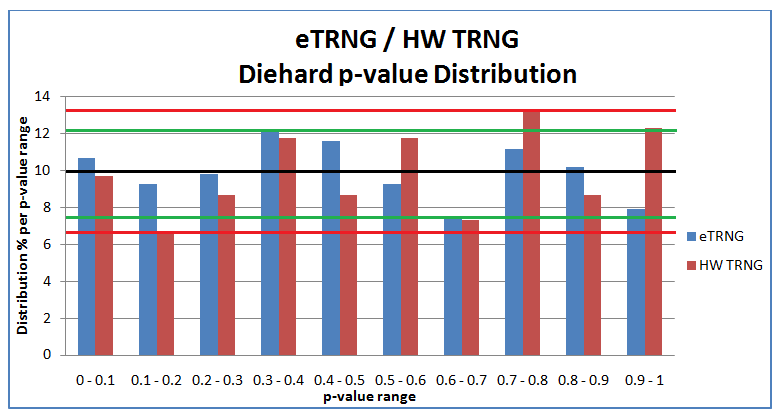 eTRNG / HW TRNG
Diehard p-value Distribution
Distribution % per p-value range
14
12
10
8
6
4
2
0
0 - 0.1 0.1 - 0.2 0.2 - 0.3 0.3 - 0.4 0.4 - 0.5 0.5 - 0.6 0.6 - 0.7 0.7 - 0.8 0.8 - 0.9 0.9 - 1
p-value range
eTRNG
HW TRNG